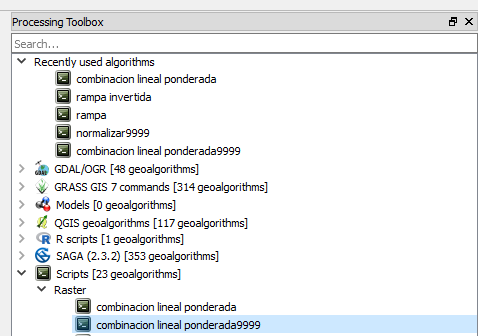 Processing Toolbox
Search...
Recently used algorithms
combinacion lineal ponderada
rampa invertida
rampa
normalizar9999
combinacion lineal ponderada9999
GDAL/OGR [48 geoalgorithms]
GRASS GIS 7 commands [314 geoalgorithms]
Models [0 geoalgorithms]
QGIS geoalgorithms [117 geoalgorithms]
R scripts [1 geoalgorithms]
SAGA (2.3.2) [353 geoalgorithms]
Scripts [23 geoalgorithms]
Raster
combinacion lineal ponderada
combinacion lineal ponderada9999